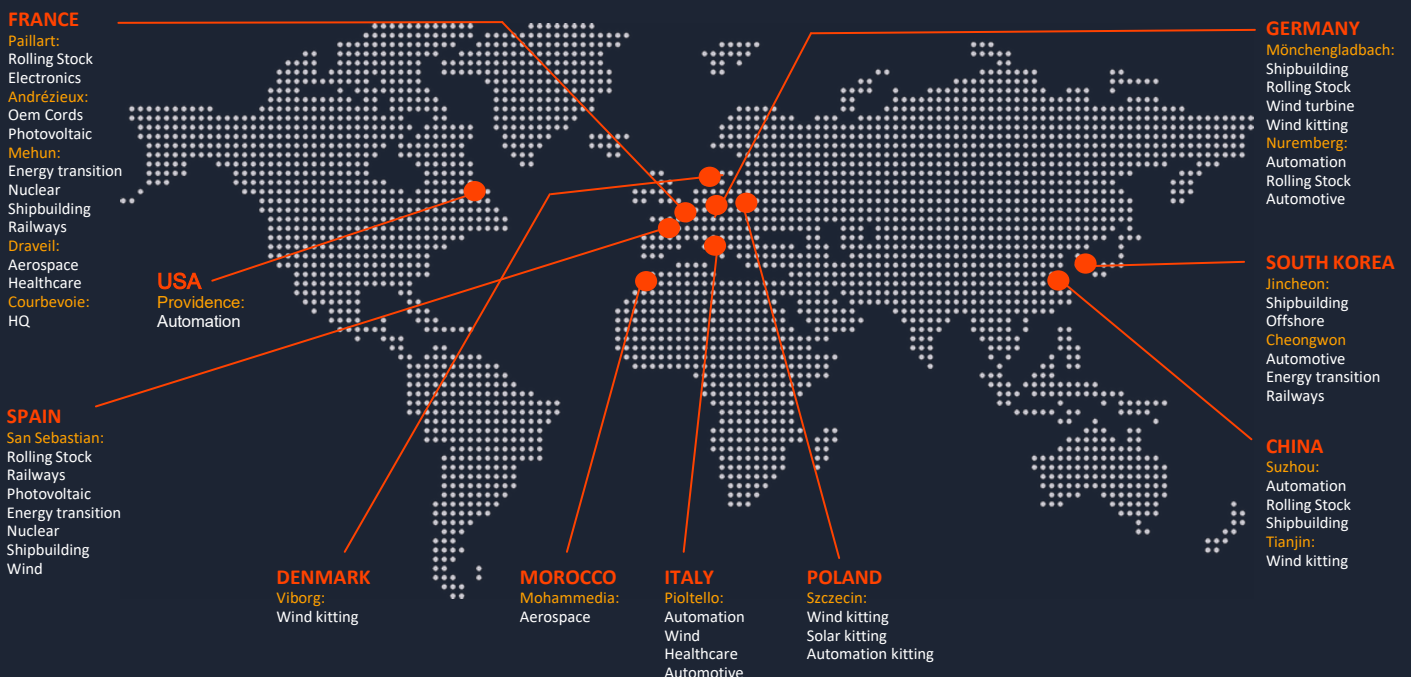 FRANCE
Paillart:
Rolling Stock
Electronics
Andrézieux:
Oem Cords
Photovoltaic
Mehun:
Energy transition
Nuclear
Shipbuilding
Railways
Draveil:
Aerospace
Healthcare
Courbevoie:
HQ
USA
Providence:
Automation
SPAIN
San Sebastian:
Rolling Stock
Railways
Photovoltaic
Energy transition
Nuclear
Shipbuilding
Wind
DENMARK
Viborg:
Wind kitting
MOROCCO
Mohammedia:
Aerospace
ITALY
Pioltello:
Automation
Wind
Healthcare
Automotive
POLAND
Szczecin:
Wind kitting
Solar kitting
Automation kitting
GERMANY
Mönchengladbach:
Shipbuilding
Rolling Stock
Wind turbine
Wind kitting
Nuremberg:
Automation
Rolling Stock
Automotive
SOUTH KOREA
Jincheon:
Shipbuilding
Offshore
Cheongwon
Automotive
Energy transition
Railways
CHINA
Suzhou:
Automation
Rolling Stock
Shipbuilding
Tianjin:
Wind kitting